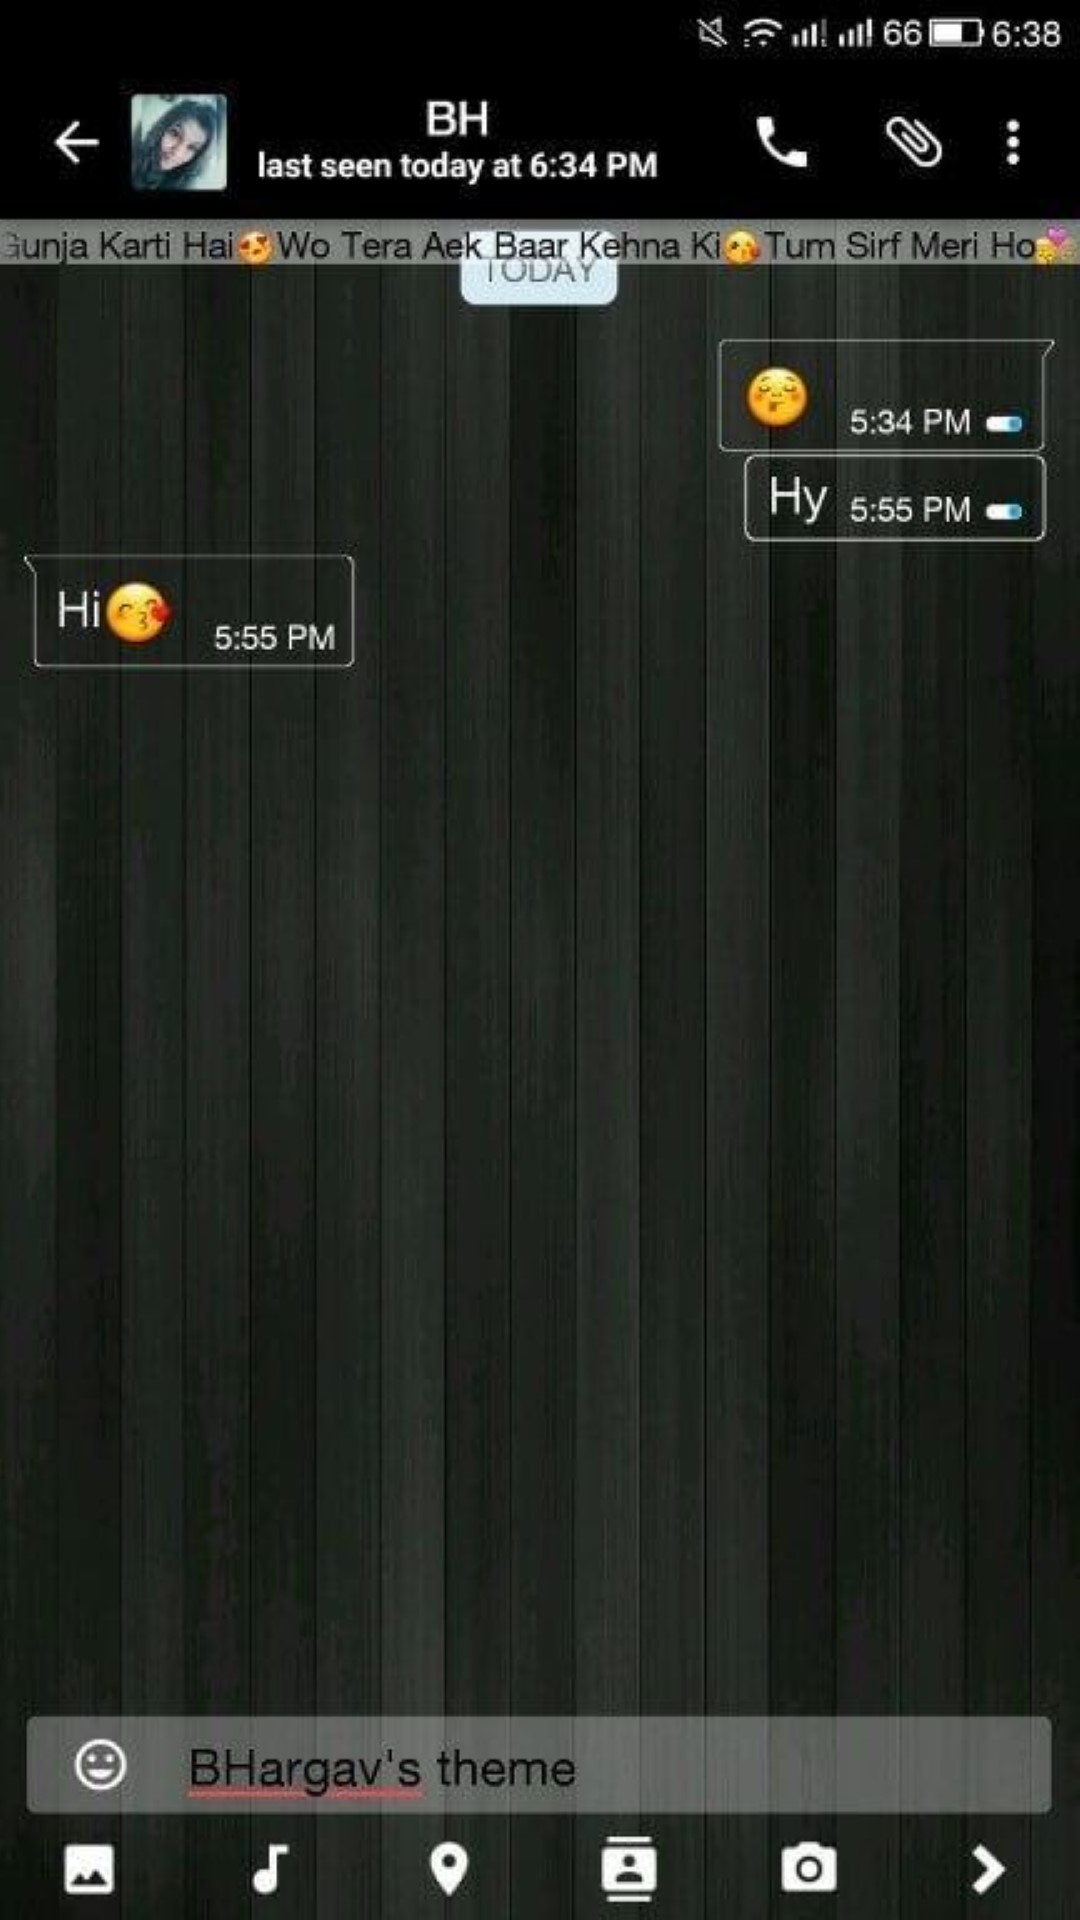 66 6:38
BH
last seen today at 6:34 PM
Gunja Karti Hai😍Wo Tera Aek Baar Kehna Ki😘Tum Sirf Meri Ho💏
TODAY
😚 5:34 PM
Hy 5:55 PM
Hi😘 5:55 PM
BHargav's theme